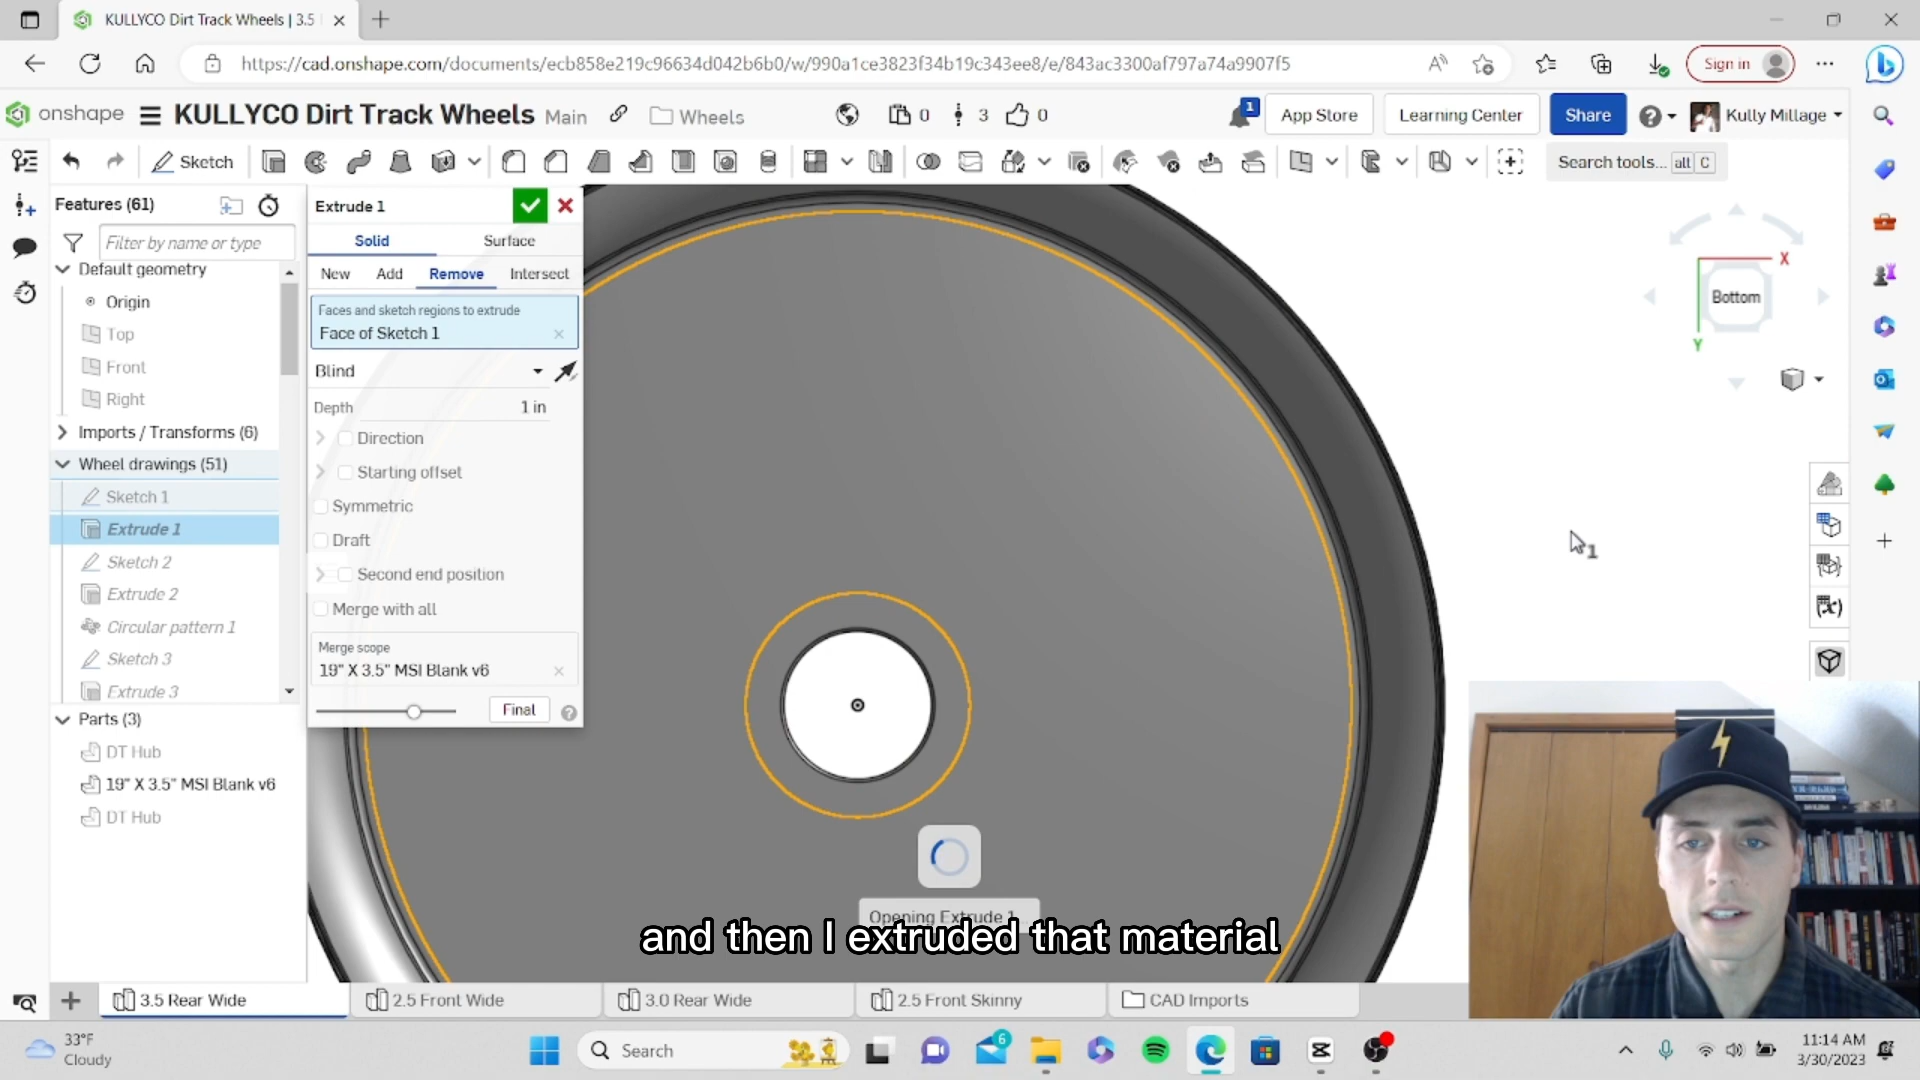 KULLYCO Dirt Track Wheels | 3.5
https://cad.onshape.com/documents/ecb858e219c96634d042b6b0/w/990a1ce3823f34b19c343ee8/e/843ac3300af797a74a9907f5
Sign in
onshape
KULLYCO Dirt Track Wheels
Main
Wheels
0
3
0
1
App Store
Learning Center
Share
Kully Millage
Sketch
Search tools... alt C
Features (61)
Filter by name or type
Default geometry
Origin
Top
Front
Right
Imports / Transforms (6)
Wheel drawings (51)
Sketch 1
Extrude 1
Sketch 2
Extrude 2
Circular pattern 1
Sketch 3
Extrude 3
Parts (3)
DT Hub
19" X 3.5" MSI Blank v6
DT Hub
Extrude 1
Solid
Surface
New
Add
Remove
Intersect
Faces and sketch regions to extrude
Face of Sketch 1
Blind
Depth
1 in
Direction
Starting offset
Symmetric
Draft
Second end position
Merge with all
Merge scope
19" X 3.5" MSI Blank v6
Final
X
Bottom
Y
1
Opening Extrude 1
and then I extruded that material
3.5 Rear Wide
2.5 Front Wide
3.0 Rear Wide
2.5 Front Skinny
CAD Imports
33°F
Cloudy
Search
6
11:14 AM
3/30/2023